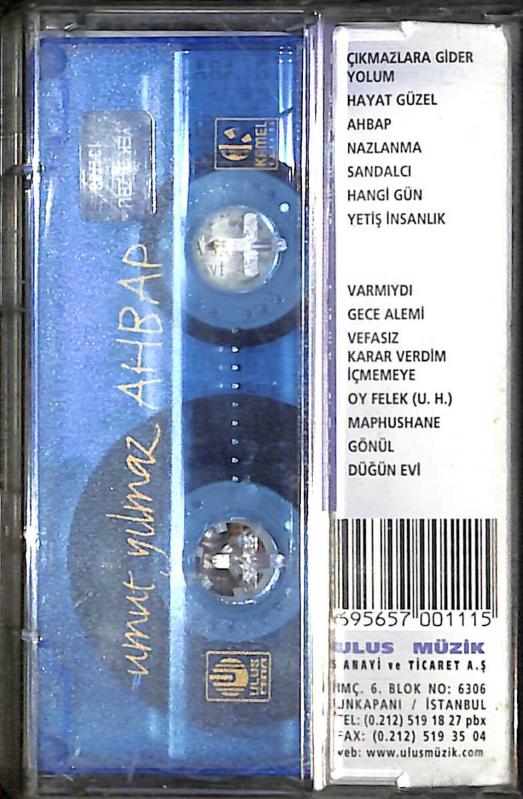 umut yılmaz AHBAP
KAMEL
ULUS
ÇIKMAZLARA GİDER
YOLUM
HAYAT GÜZEL
AHBAP
NAZLANMA
SANDALCI
HANGİ GÜN
YETİŞ İNSANLIK
VARMIYDI
GECE ALEMİ
VEFASIZ
KARAR VERDİM
İÇMEMEYE
OY FELEK (U. H.)
MAPHUSHANE
GÖNÜL
DÜĞÜN EVİ
695657 001115
ULUS MÜZİK
SANAYİ ve TİCARET A.Ş
İMÇ. 6. BLOK NO: 6306
UNKAPANI / İSTANBUL
TEL: (0.212) 519 18 27 pbx
FAX: (0.212) 519 35 04
web: www.ulusmüzik.com